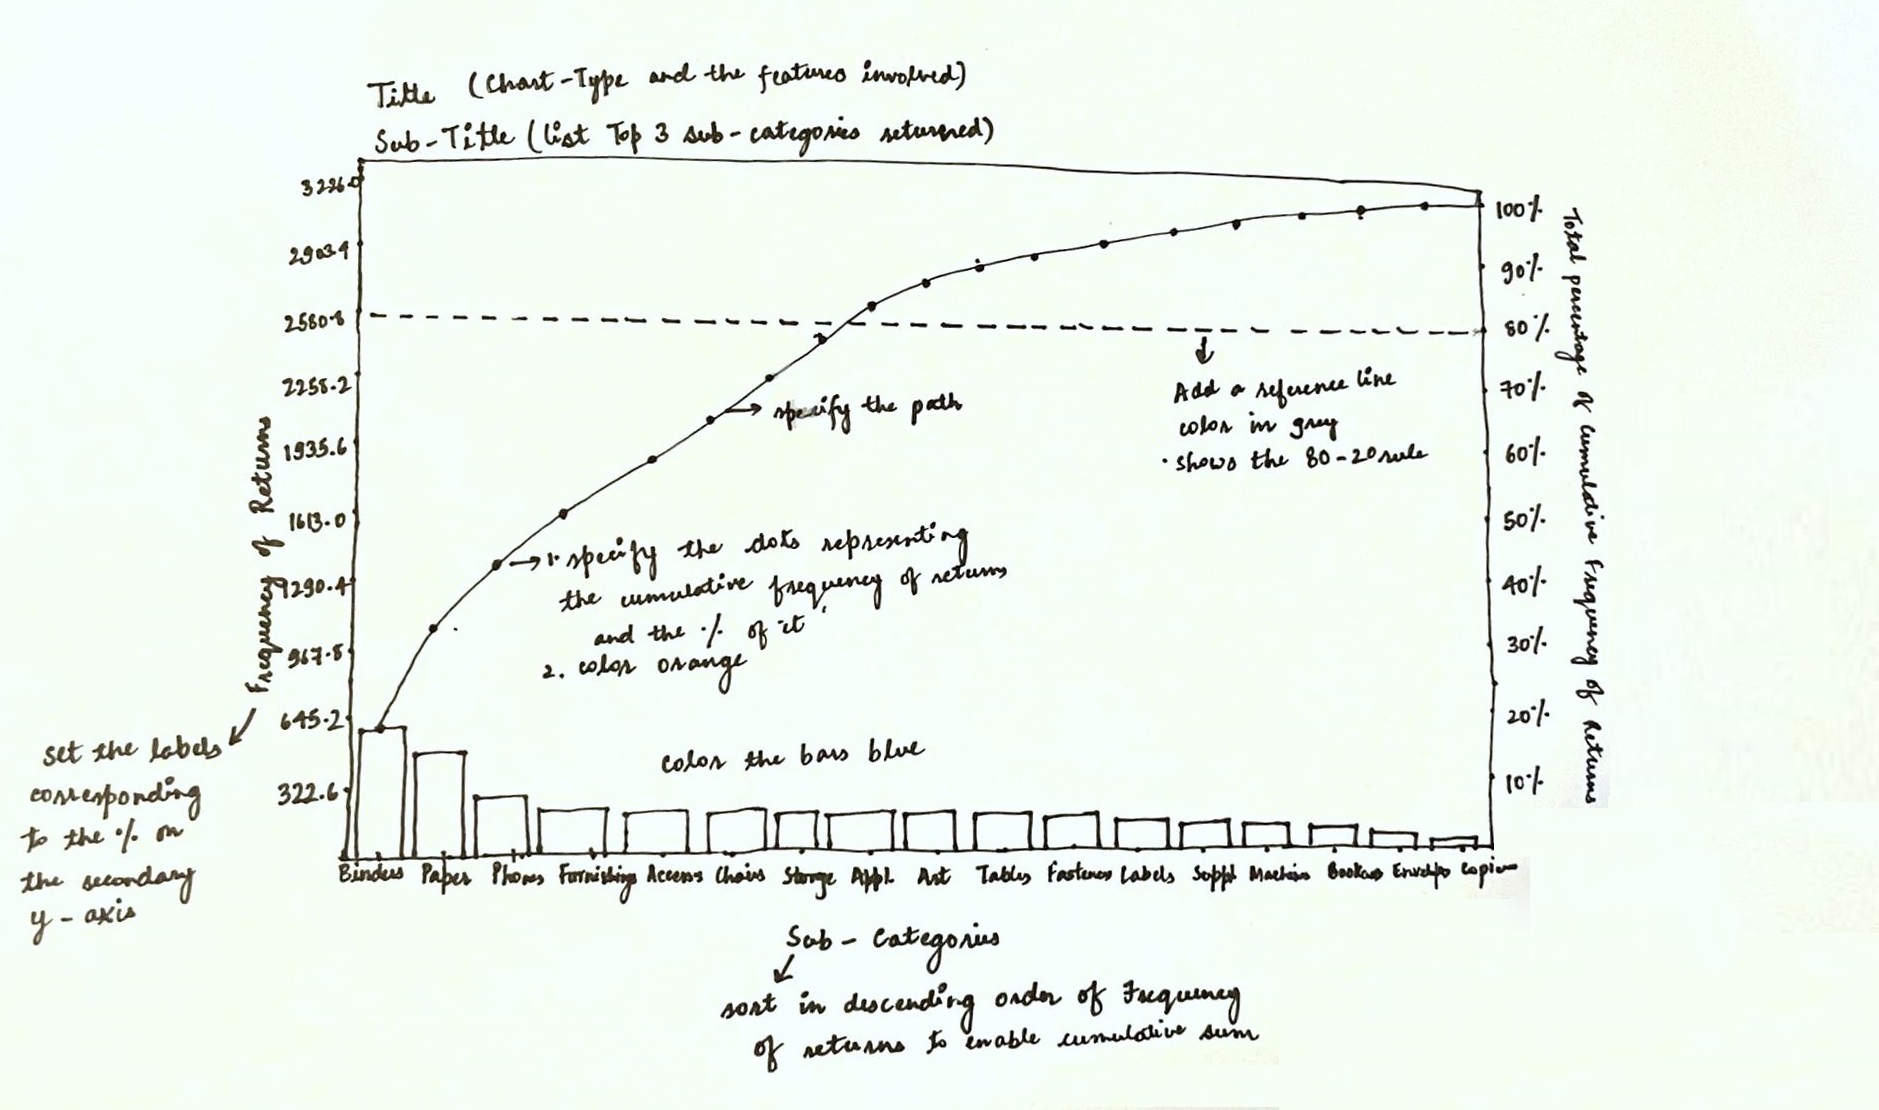 Title (Chart-Type and the features involved)
Sub-Title (list Top 3 sub-categories returned)
3226.0
2903.4
2580.8
2258.2
1935.6
1613.0
1290.4
967.8
645.2
322.6
Frequency of Returns
100%
90%
80%
70%
60%
50%
40%
30%
20%
10%
Total percentage of cumulative Frequency of Returns
Add a reference line
color in grey
· shows the 80-20 rule
specify the path
1. specify the dots representing
the cumulative frequency of returns
and the % of it
2. color orange
color the bars blue
set the labels
corresponding
to the % on
the secondary
y-axis
Binders Paper Phones Furnishings Access Chairs Storage Appl. Art Tables Fastener Labels Suppl Machines Bookcas Envelps Copiers
Sub-Categories
sort in descending order of Frequency
of returns to enable cumulative sum